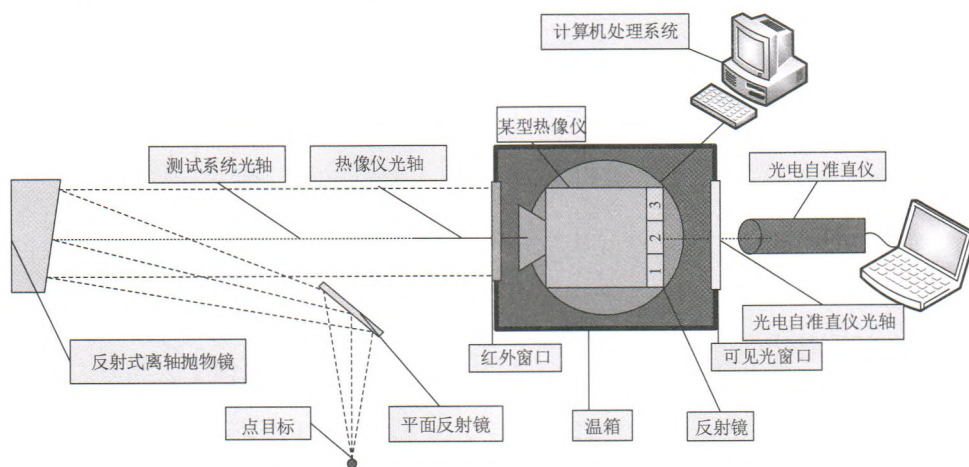 计算机处理系统
某型热像仪
测试系统光轴
热像仪光轴
光电自准直仪
3
2
1
光电自准直仪光轴
反射式离轴抛物镜
红外窗口
可见光窗口
点目标
平面反射镜
温箱
反射镜